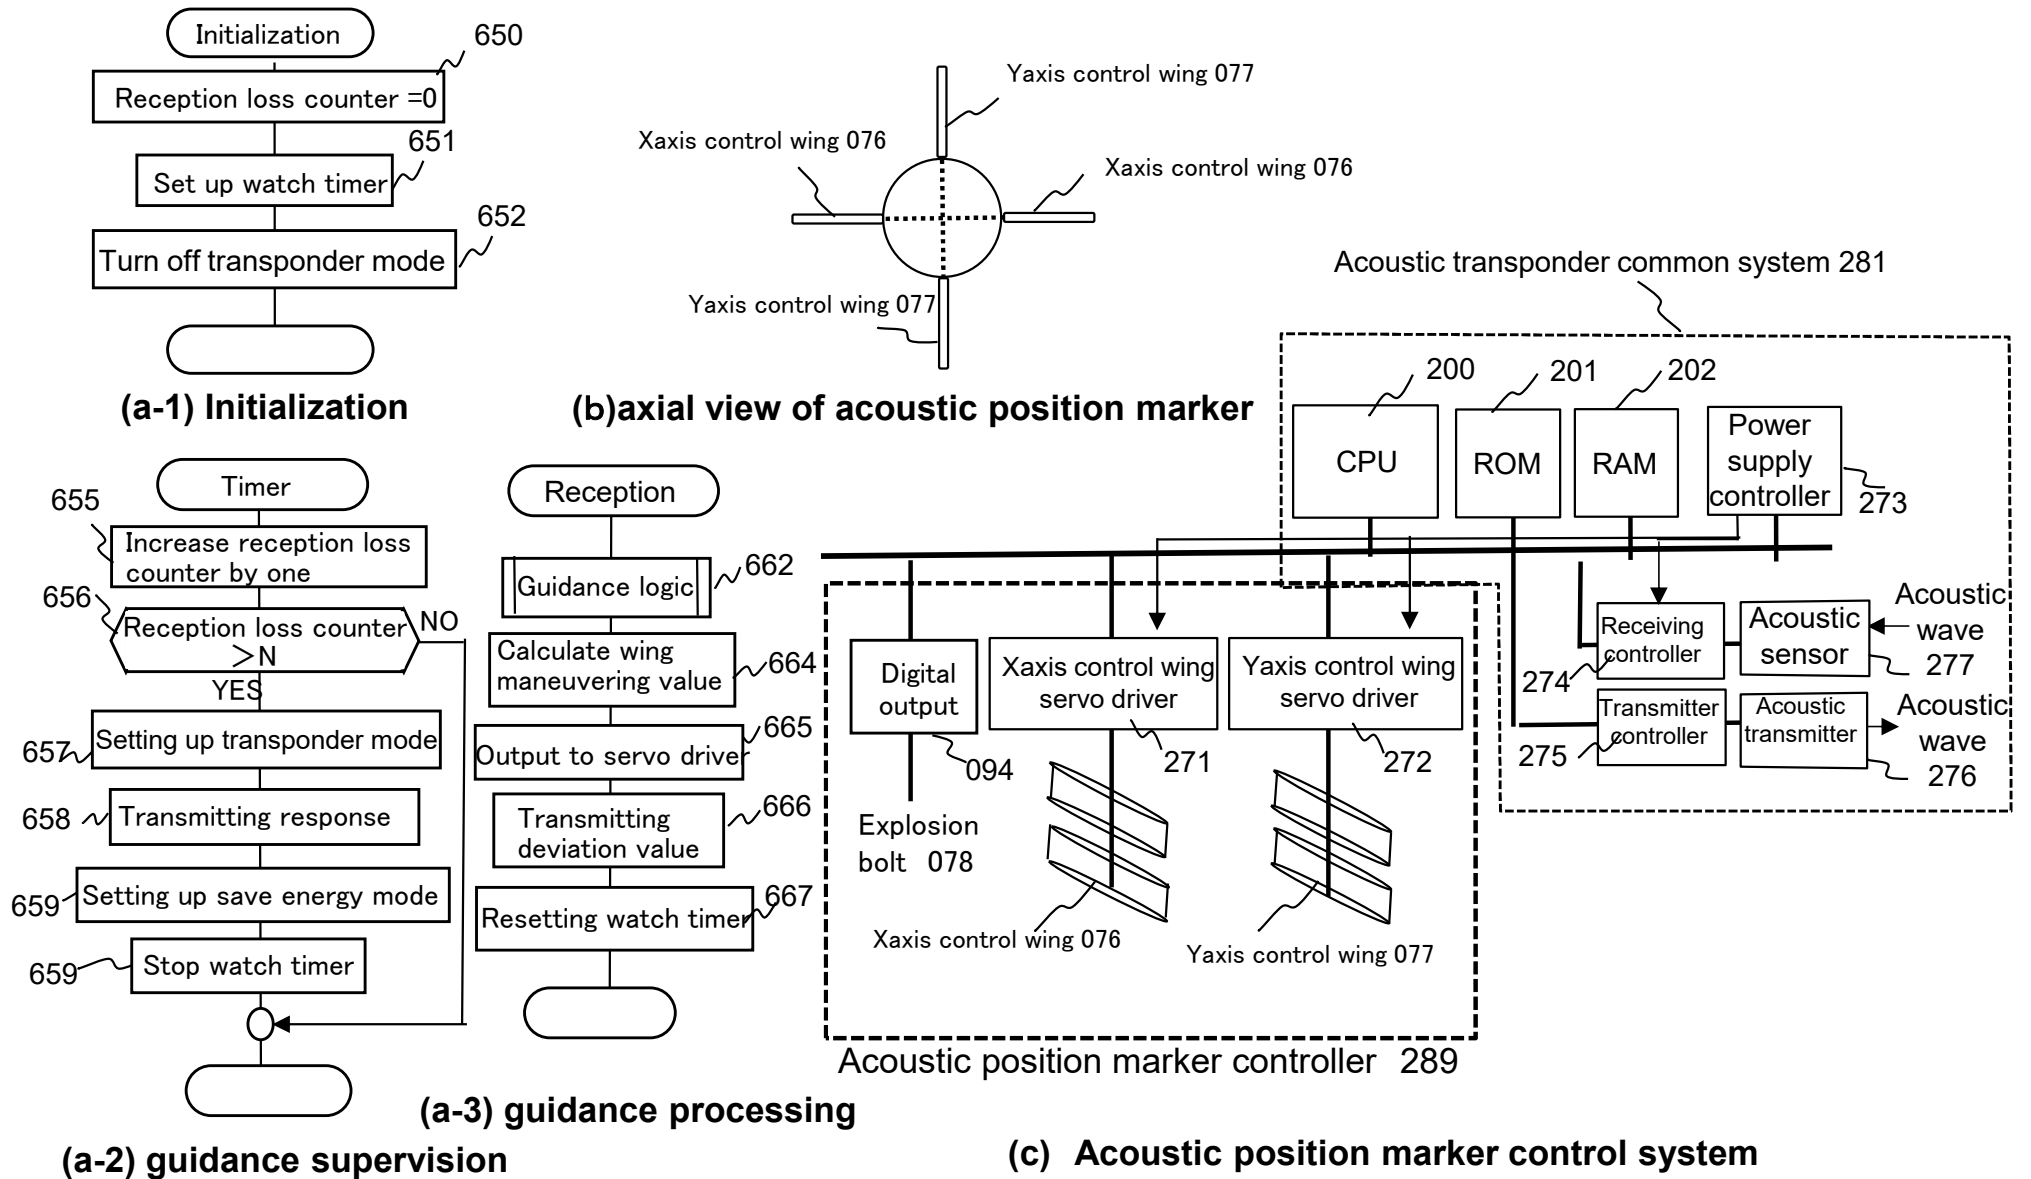 Initialization
650
Reception loss counter =0
651
Set up watch timer
652
Turn off transponder mode
(a-1) Initialization
Yaxis control wing 077
Xaxis control wing 076
Xaxis control wing 076
Yaxis control wing 077
(b)axial view of acoustic position marker
Timer
655
Increase reception loss
counter by one
656
Reception loss counter
>N
NO
YES
657
Setting up transponder mode
658
Transmitting response
659
Setting up save energy mode
659
Stop watch timer
(a-2) guidance supervision
Reception
Guidance logic
662
Calculate wing
maneuvering value
664
665
Output to servo driver
Transmitting
deviation value
666
667
Resetting watch timer
(a-3) guidance processing
Acoustic transponder common system 281
200
201
202
CPU
ROM
RAM
Power
supply
controller
273
Receiving
controller
274
Acoustic
sensor
Acoustic
wave
277
Transmitter
controller
275
Acoustic
transmitter
Acoustic
wave
276
Digital
output
094
Explosion
bolt 078
Xaxis control wing
servo driver
271
Xaxis control wing 076
Yaxis control wing
servo driver
272
Yaxis control wing 077
Acoustic position marker controller 289
(c) Acoustic position marker control system